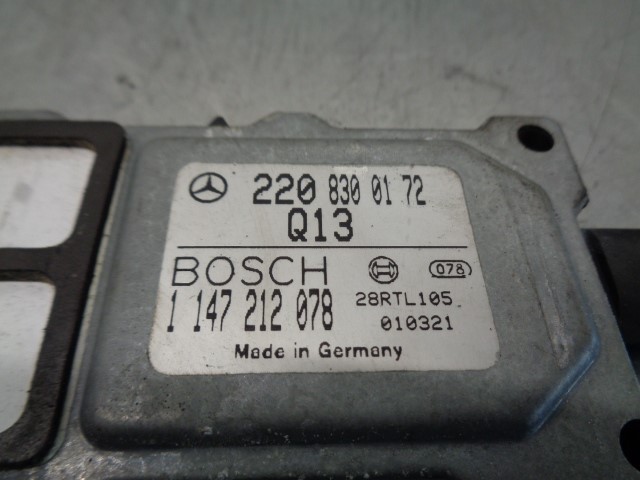 220 830 01 72
Q13
BOSCH 078
1 147 212 078 28RTL105
010321
Made in Germany